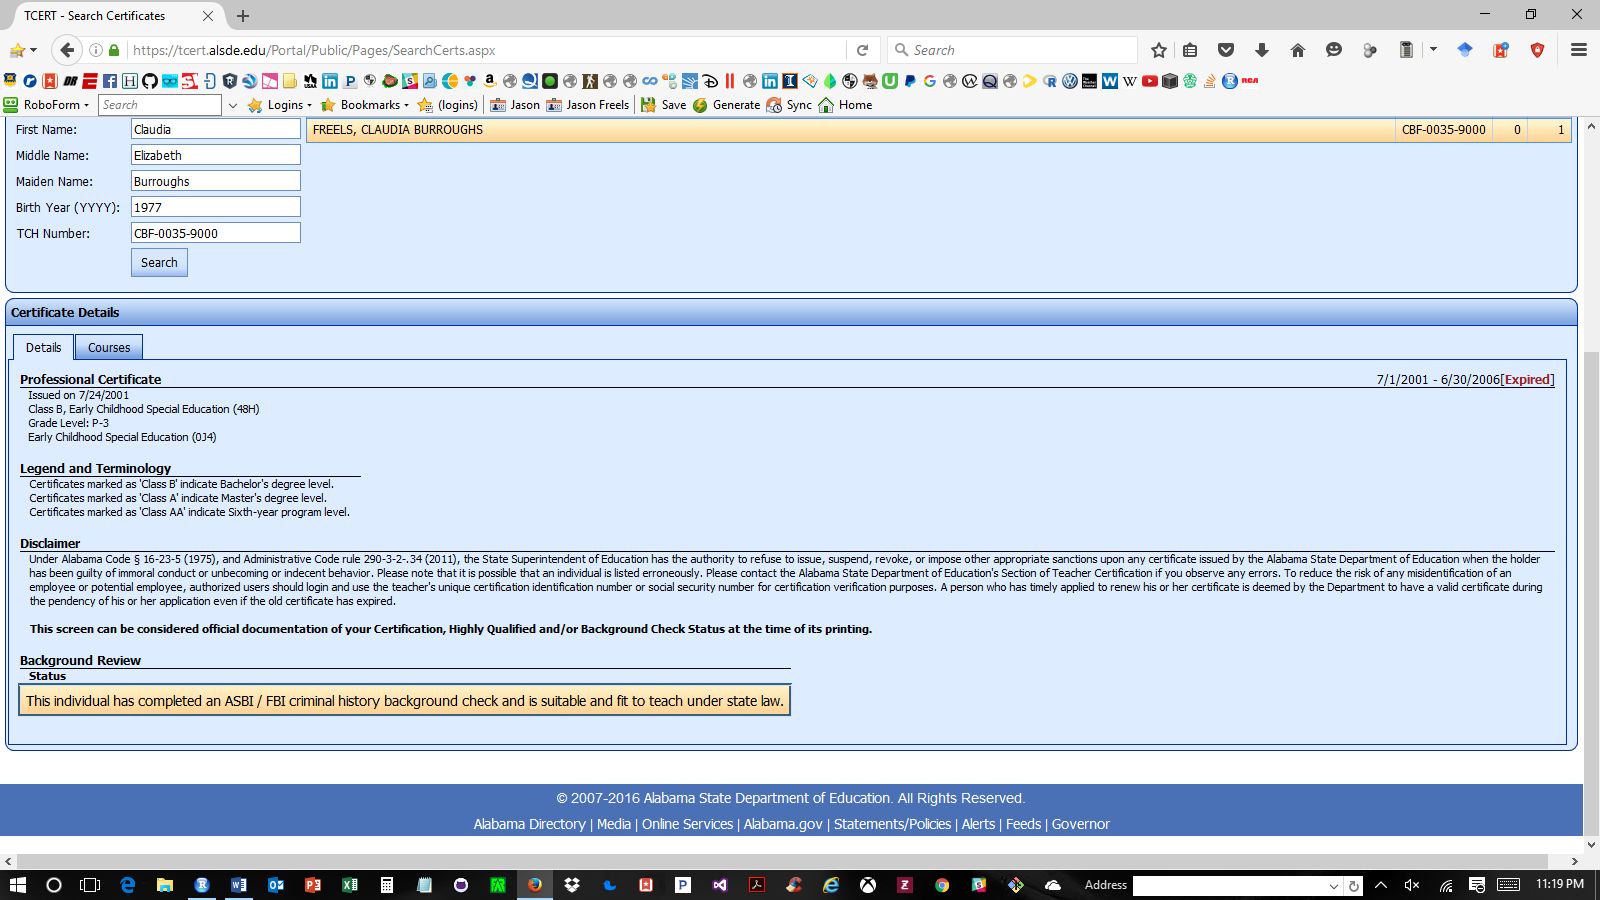 TCERT - Search Certificates
https://tcert.alsde.edu/Portal/Public/Pages/SearchCerts.aspx
Search
RoboForm
Search
Logins
Bookmarks
(logins)
Jason
Jason Freels
Save
Generate
Sync
Home
First Name: Claudia
FREELS, CLAUDIA BURROUGHS CBF-0035-9000 0 1
Middle Name: Elizabeth
Maiden Name: Burroughs
Birth Year (YYYY): 1977
TCH Number: CBF-0035-9000
Search
Certificate Details
Details Courses
Professional Certificate 7/1/2001 - 6/30/2006[Expired]
Issued on 7/24/2001
Class B, Early Childhood Special Education (48H)
Grade Level: P-3
Early Childhood Special Education (0J4)
Legend and Terminology
Certificates marked as 'Class B' indicate Bachelor's degree level.
Certificates marked as 'Class A' indicate Master's degree level.
Certificates marked as 'Class AA' indicate Sixth-year program level.
Disclaimer
Under Alabama Code § 16-23-5 (1975), and Administrative Code rule 290-3-2-.34 (2011), the State Superintendent of Education has the authority to refuse to issue, suspend, revoke, or impose other appropriate sanctions upon any certificate issued by the Alabama State Department of Education when the holder
has been guilty of immoral conduct or unbecoming or indecent behavior. Please note that it is possible that an individual is listed erroneously. Please contact the Alabama State Department of Education's Section of Teacher Certification if you observe any errors. To reduce the risk of any misidentification of an
employee or potential employee, authorized users should login and use the teacher's unique certification identification number or social security number for certification verification purposes. A person who has timely applied to renew his or her certificate is deemed by the Department to have a valid certificate during
the pendency of his or her application even if the old certificate has expired.
This screen can be considered official documentation of your Certification, Highly Qualified and/or Background Check Status at the time of its printing.
Background Review
Status
This individual has completed an ASBI / FBI criminal history background check and is suitable and fit to teach under state law.
© 2007-2016 Alabama State Department of Education. All Rights Reserved.
Alabama Directory | Media | Online Services | Alabama.gov | Statements/Policies | Alerts | Feeds | Governor
Address
11:19 PM